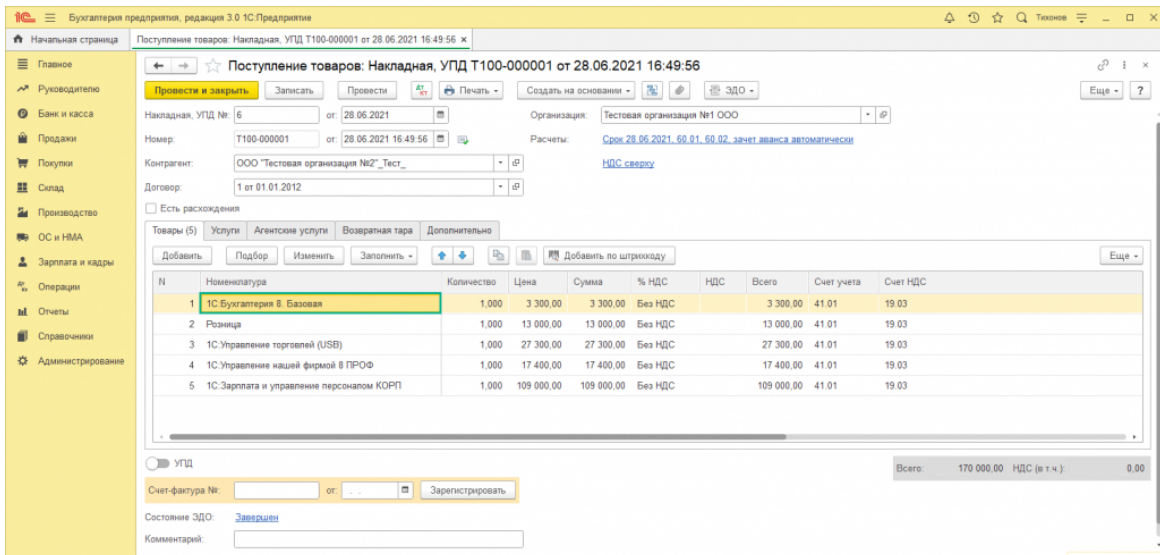 1С Бухгалтерия предприятия, редакция 3.0 1С:Предприятие Тихонов
Начальная страница Поступление товаров: Накладная, УПД Т100-000001 от 28.06.2021 16:49:56 ×
Главное
Руководителю
Банк и касса
Продажи
Покупки
Склад
Производство
ОС и НМА
Зарплата и кадры
Операции
Отчеты
Справочники
Администрирование
Поступление товаров: Накладная, УПД Т100-000001 от 28.06.2021 16:49:56
Провести и закрыть Записать Провести Дт Кт Печать Создать на основании ЭДО Еще ?
Накладная, УПД №: 6 от: 28.06.2021 Организация: Тестовая организация №1 ООО
Номер: Т100-000001 от: 28.06.2021 16:49:56 Расчеты: Срок 28.06.2021, 60.01, 60.02, зачет аванса автоматически
Контрагент: ООО "Тестовая организация №2"_Тест_ НДС сверху
Договор: 1 от 01.01.2012
Есть расхождения
Товары (5) Услуги Агентские услуги Возвратная тара Дополнительно
Добавить Подбор Изменить Заполнить Добавить по штрихкоду Еще
N Номенклатура Количество Цена Сумма % НДС НДС Всего Счет учета Счет НДС
1 1С:Бухгалтерия 8. Базовая 1,000 3 300,00 3 300,00 Без НДС 3 300,00 41.01 19.03
2 Розница 1,000 13 000,00 13 000,00 Без НДС 13 000,00 41.01 19.03
3 1С:Управление торговлей (USB) 1,000 27 300,00 27 300,00 Без НДС 27 300,00 41.01 19.03
4 1С:Управление нашей фирмой 8 ПРОФ 1,000 17 400,00 17 400,00 Без НДС 17 400,00 41.01 19.03
5 1С:Зарплата и управление персоналом КОРП 1,000 109 000,00 109 000,00 Без НДС 109 000,00 41.01 19.03
УПД
Всего: 170 000,00 НДС (в т.ч.): 0,00
Счет-фактура №: от: . . Зарегистрировать
Состояние ЭДО: Завершен
Комментарий: